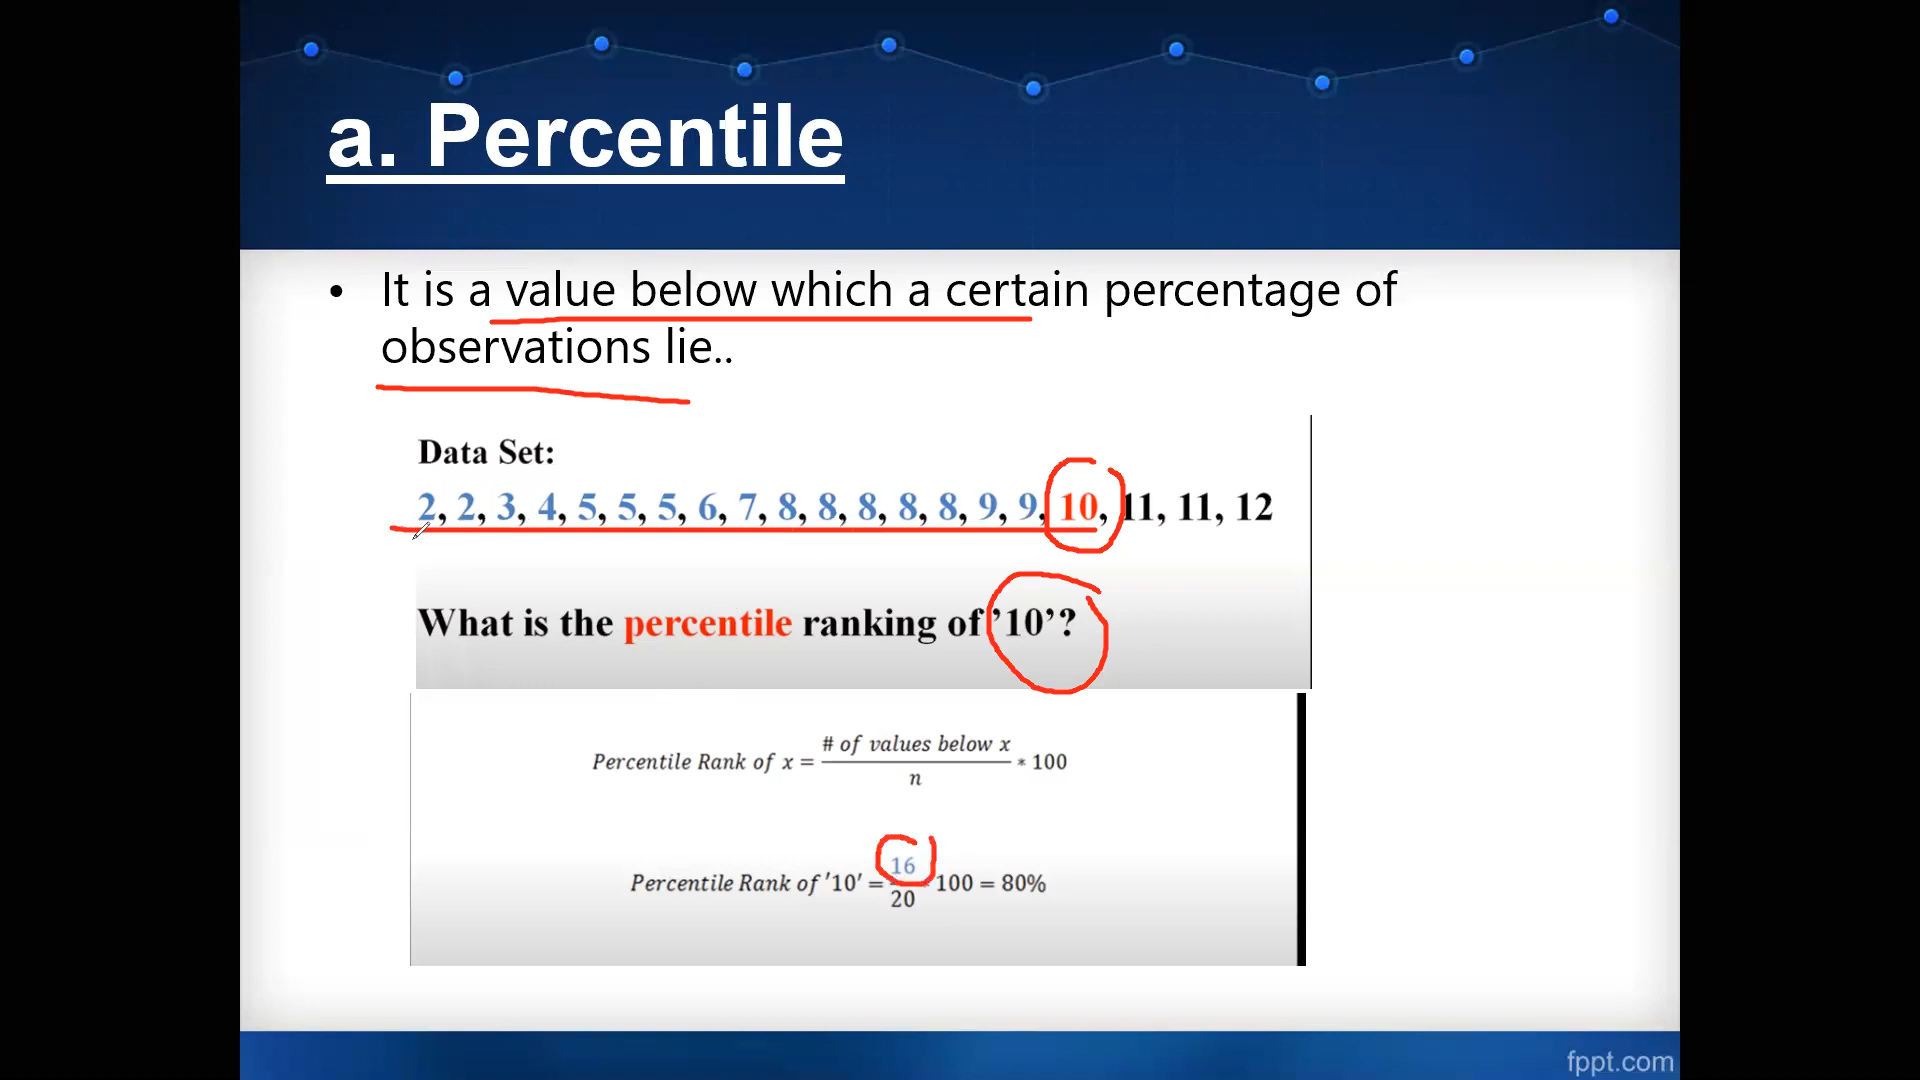 a. Percentile
• It is a value below which a certain percentage of
observations lie..
Data Set:
2, 2, 3, 4, 5, 5, 5, 6, 7, 8, 8, 8, 8, 8, 9, 9, 10, 11, 11, 12
What is the percentile ranking of ’10’?
Percentile Rank of x = # of values below x / n * 100
Percentile Rank of '10' = 16 / 20 100 = 80%
fppt.com